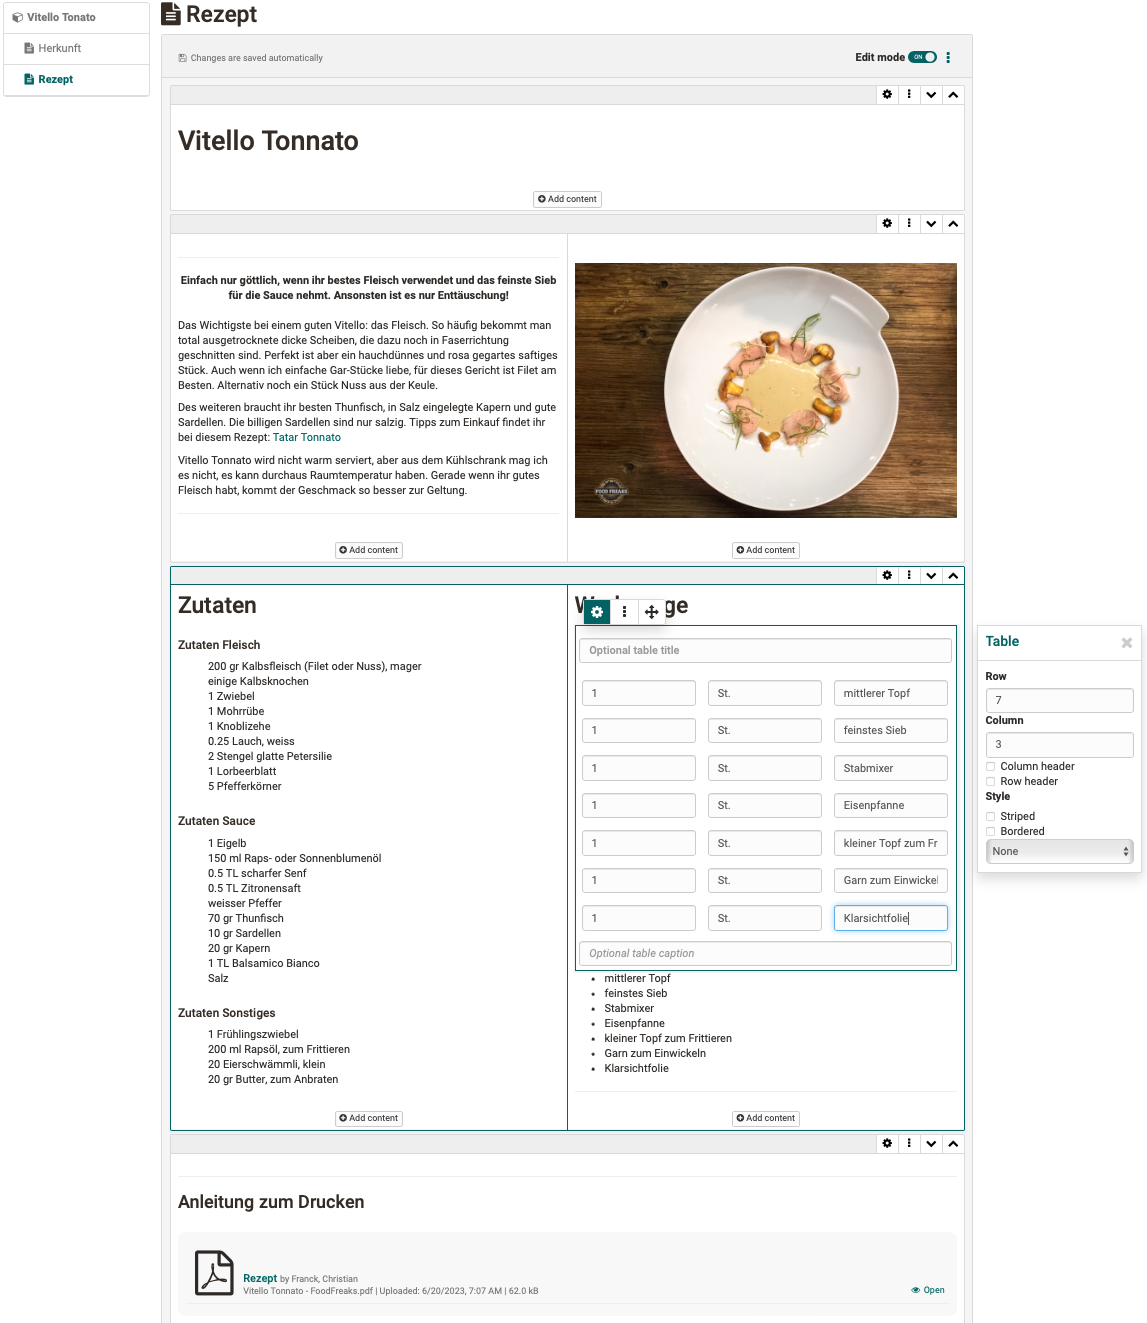 Vitello Tonato
Herkunft
Rezept
Rezept
Changes are saved automatically
Edit mode ON
Vitello Tonnato
Add content
Einfach nur göttlich, wenn ihr bestes Fleisch verwendet und das feinste Sieb
für die Sauce nehmt. Ansonsten ist es nur Enttäuschung!
Das Wichtigste bei einem guten Vitello: das Fleisch. So häufig bekommt man
total ausgetrocknete dicke Scheiben, die dazu noch in Faserrichtung
geschnitten sind. Perfekt ist aber ein hauchdünnes und rosa gegartes saftiges
Stück. Auch wenn ich einfache Gar-Stücke liebe, für dieses Gericht ist Filet am
Besten. Alternativ noch ein Stück Nuss aus der Keule.
Des weiteren braucht ihr besten Thunfisch, in Salz eingelegte Kapern und gute
Sardellen. Die billigen Sardellen sind nur salzig. Tipps zum Einkauf findet ihr
bei diesem Rezept: Tatar Tonnato
Vitello Tonnato wird nicht warm serviert, aber aus dem Kühlschrank mag ich
es nicht, es kann durchaus Raumtemperatur haben. Gerade wenn ihr gutes
Fleisch habt, kommt der Geschmack so besser zur Geltung.
Add content
FOOD FREAKS
Add content
Zutaten
Zutaten Fleisch
200 gr Kalbsfleisch (Filet oder Nuss), mager
einige Kalbsknochen
1 Zwiebel
1 Mohrrübe
1 Knoblizehe
0.25 Lauch, weiss
2 Stengel glatte Petersilie
1 Lorbeerblatt
5 Pfefferkörner
Zutaten Sauce
1 Eigelb
150 ml Raps- oder Sonnenblumenöl
0.5 TL scharfer Senf
0.5 TL Zitronensaft
weisser Pfeffer
70 gr Thunfisch
10 gr Sardellen
20 gr Kapern
1 TL Balsamico Bianco
Salz
Zutaten Sonstiges
1 Frühlingszwiebel
200 ml Rapsöl, zum Frittieren
20 Eierschwämmli, klein
20 gr Butter, zum Anbraten
Add content
ge
Optional table title
1 St. mittlerer Topf
1 St. feinstes Sieb
1 St. Stabmixer
1 St. Eisenpfanne
1 St. kleiner Topf zum Fr
1 St. Garn zum Einwickel
1 St. Klarsichtfolie
Optional table caption
• mittlerer Topf
• feinstes Sieb
• Stabmixer
• Eisenpfanne
• kleiner Topf zum Frittieren
• Garn zum Einwickeln
• Klarsichtfolie
Add content
Table
Row
7
Column
3
Column header
Row header
Style
Striped
Bordered
None
Anleitung zum Drucken
Rezept by Franck, Christian
Vitello Tonnato - FoodFreaks.pdf | Uploaded: 6/20/2023, 7:07 AM | 62.0 kB
Open